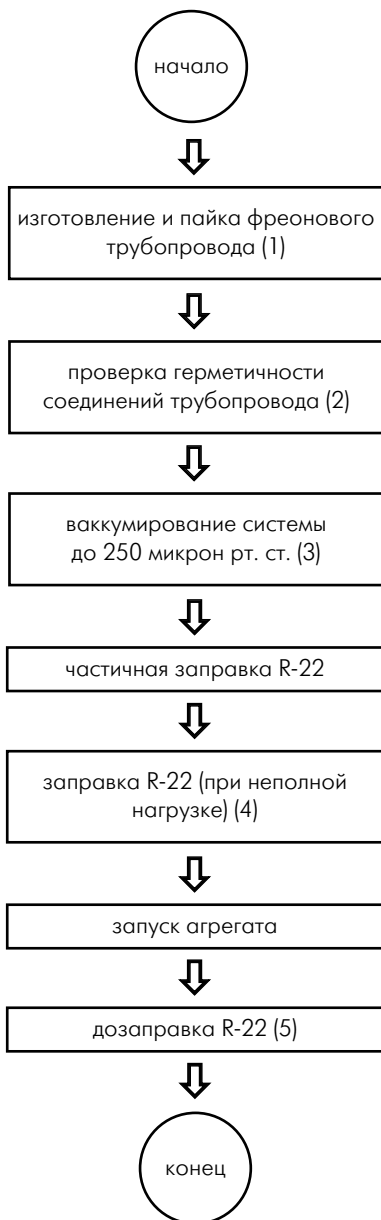 начало
изготовление и пайка фреонового
трубопровода (1)
проверка герметичности
соединений трубопровода (2)
ваккумирование системы
до 250 микрон рт. ст. (3)
частичная заправка R-22
заправка R-22 (при неполной
нагрузке) (4)
запуск агрегата
дозаправка R-22 (5)
конец